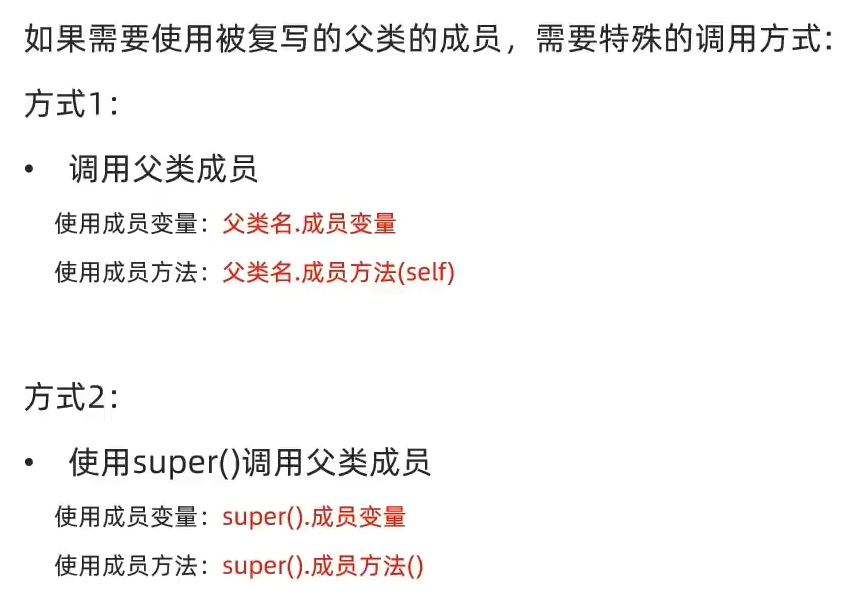 如果需要使用被复写的父类的成员，需要特殊的调用方式：
方式1：
• 调用父类成员
使用成员变量：父类名.成员变量
使用成员方法：父类名.成员方法(self)
方式2：
• 使用super()调用父类成员
使用成员变量：super().成员变量
使用成员方法：super().成员方法()